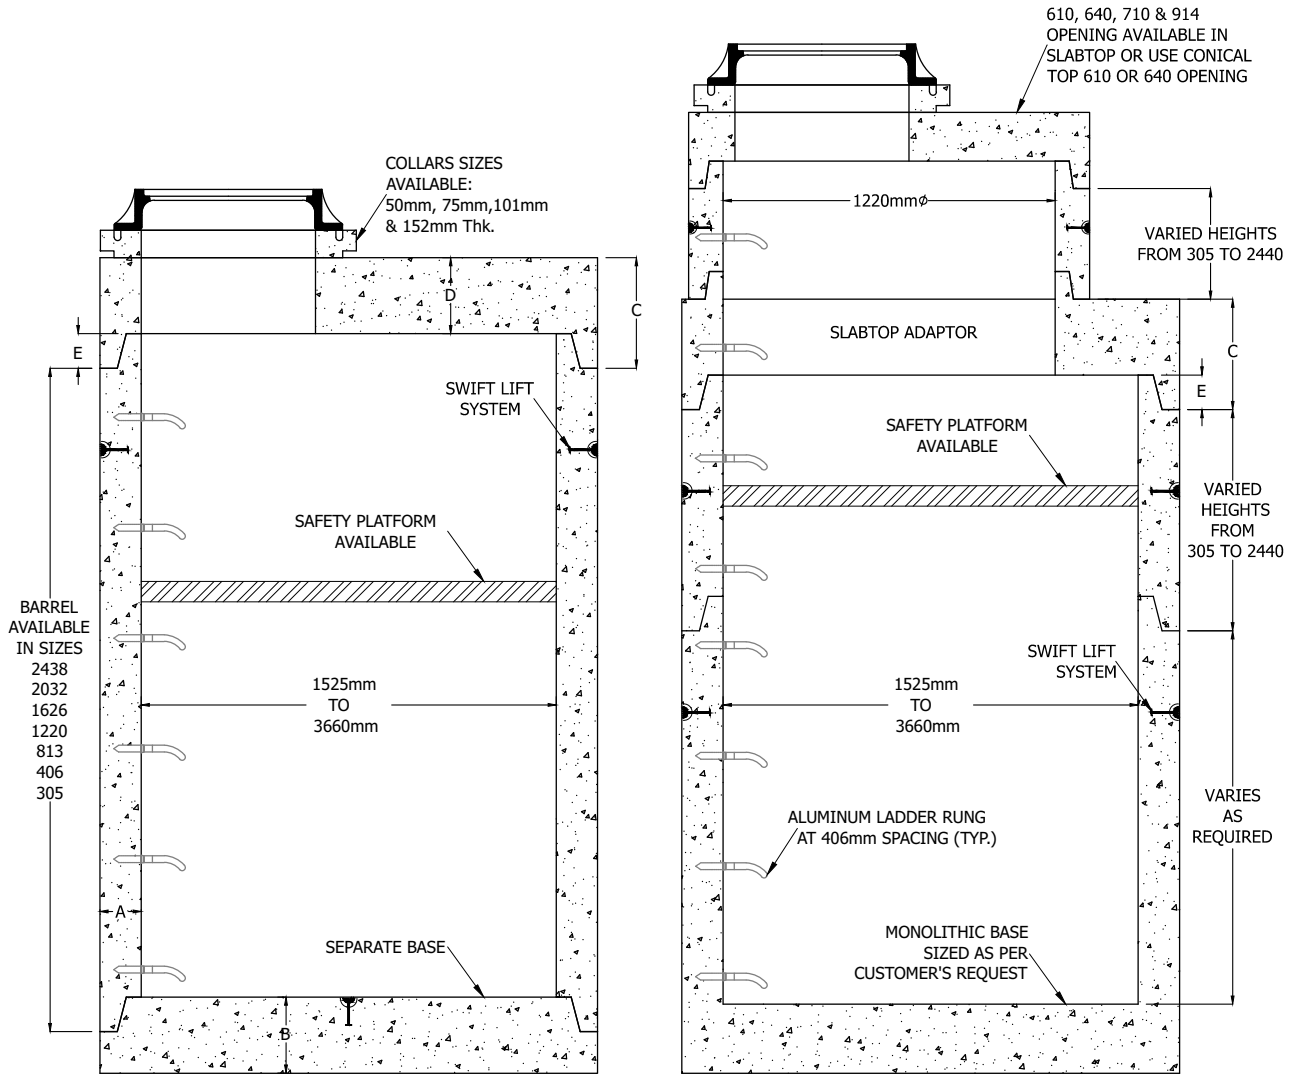 610, 640, 710 & 914
OPENING AVAILABLE IN
SLABTOP OR USE CONICAL
TOP 610 OR 640 OPENING
COLLARS SIZES
AVAILABLE:
50mm, 75mm,101mm
& 152mm Thk.
D
C
E
SWIFT LIFT
SYSTEM
SAFETY PLATFORM
AVAILABLE
BARREL
AVAILABLE
IN SIZES
2438
2032
1626
1220
813
406
305
1525mm
TO
3660mm
A
SEPARATE BASE
B
1220mmϕ
VARIED HEIGHTS
FROM 305 TO 2440
SLABTOP ADAPTOR
C
E
SAFETY PLATFORM
AVAILABLE
VARIED
HEIGHTS
FROM
305 TO 2440
SWIFT LIFT
SYSTEM
1525mm
TO
3660mm
ALUMINUM LADDER RUNG
AT 406mm SPACING (TYP.)
VARIES
AS
REQUIRED
MONOLITHIC BASE
SIZED AS PER
CUSTOMER'S REQUEST